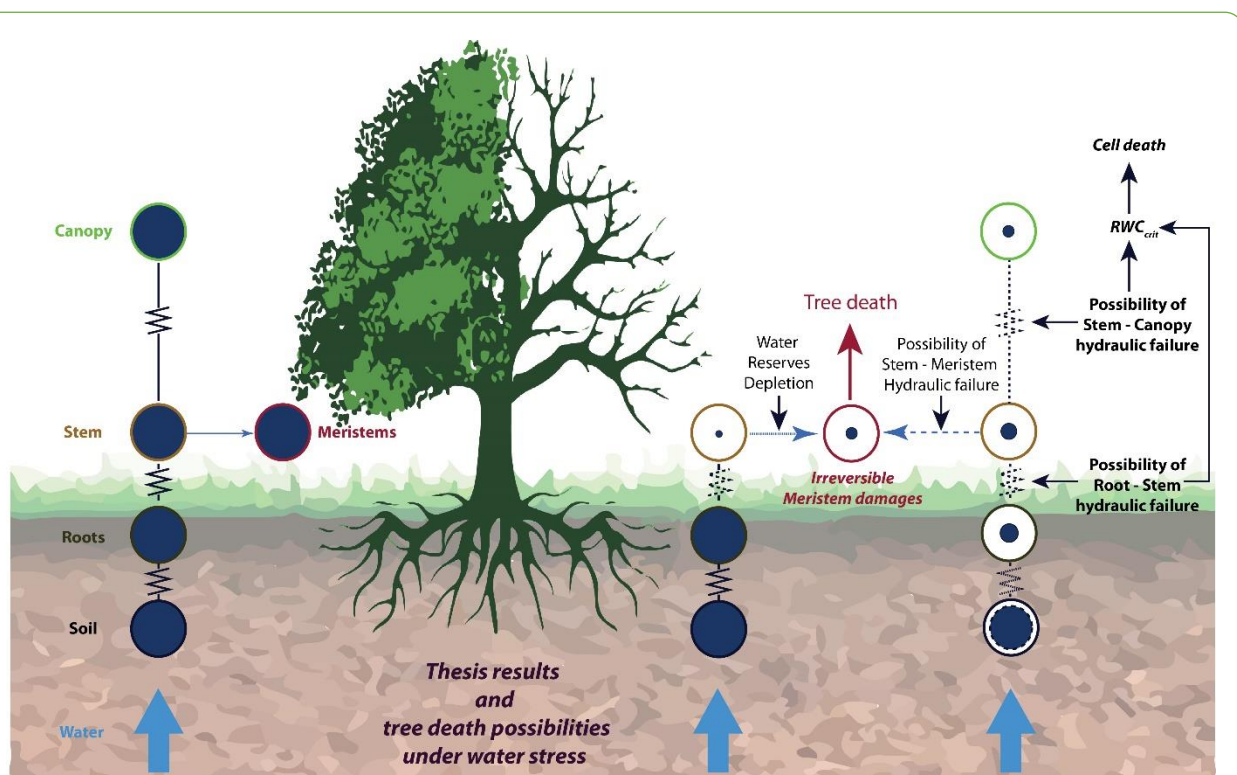 Cell death
Canopy
RWCcrit
Tree death
Possibility of
Stem - Canopy
hydraulic failure
Water
Reserves
Depletion
Possibility of
Stem - Meristem
Hydraulic failure
Stem
Meristems
Irreversible
Meristem damages
Possibility of
Root - Stem
hydraulic failure
Roots
Soil
Thesis results
and
tree death possibilities
under water stress
Water